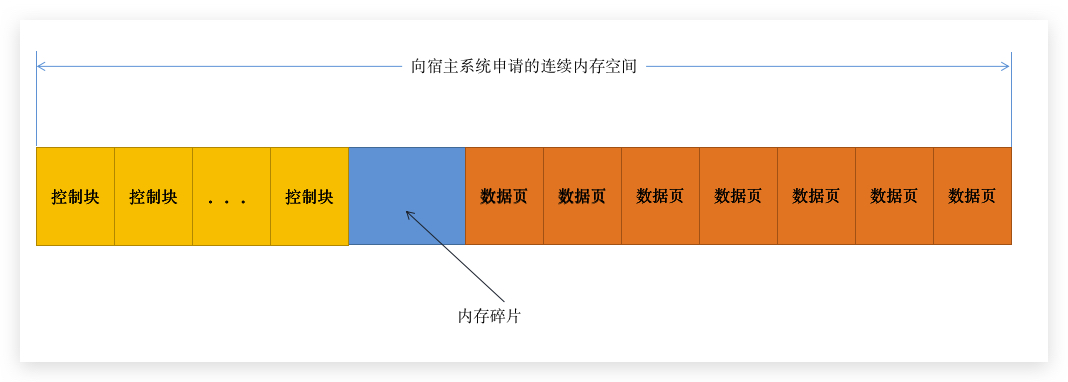 向宿主系统申请的连续内存空间
控制块 控制块 . . . 控制块 数据页 数据页 数据页 数据页 数据页 数据页 数据页
内存碎片